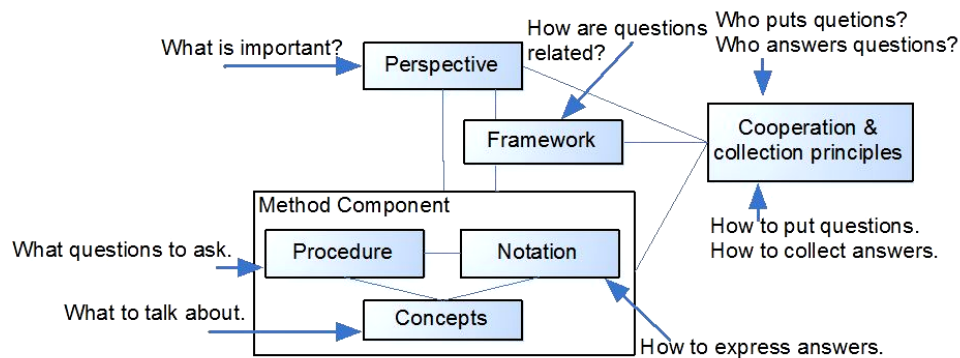 What is important?
Perspective
How are questions
related?
Who puts quetions?
Who answers questions?
Framework
Cooperation &
collection principles
Method Component
What questions to ask.
Procedure
Notation
How to put questions.
How to collect answers.
What to talk about.
Concepts
How to express answers.